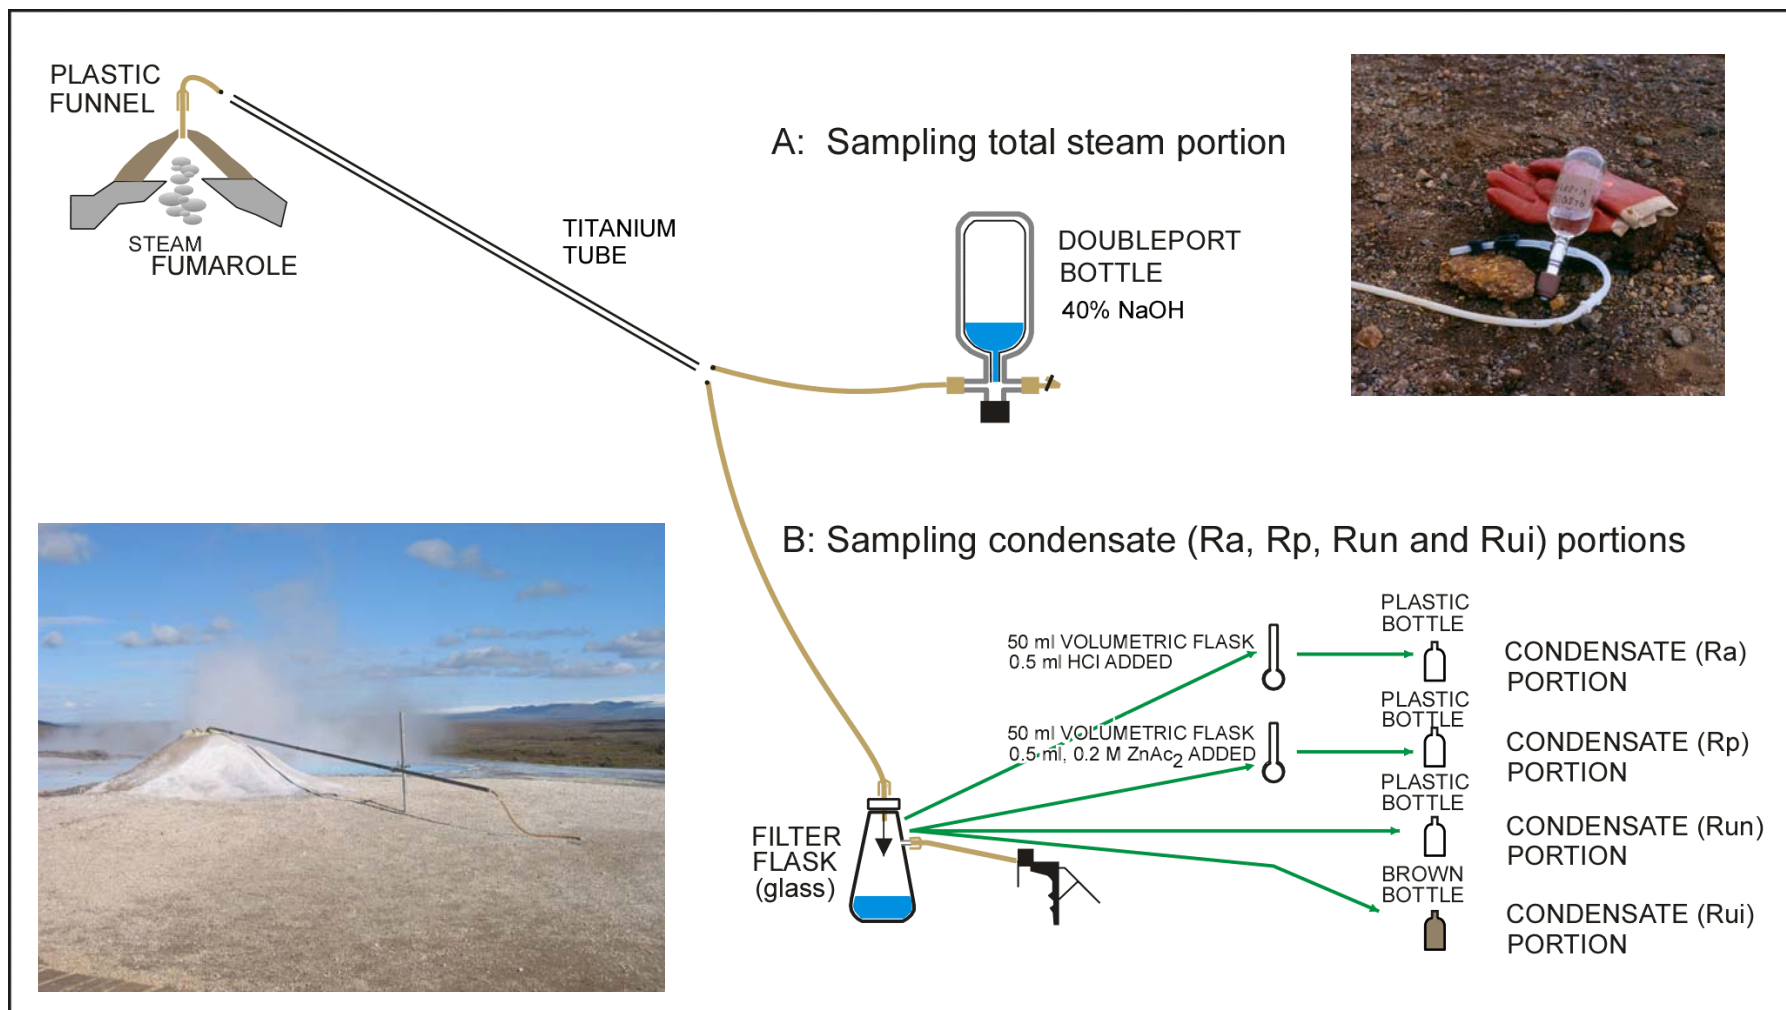 PLASTIC
FUNNEL
STEAM
FUMAROLE
TITANIUM
TUBE
A: Sampling total steam portion
DOUBLEPORT
BOTTLE
40% NaOH
B: Sampling condensate (Ra, Rp, Run and Rui) portions
50 ml VOLUMETRIC FLASK
0.5 ml HCl ADDED
PLASTIC
BOTTLE
CONDENSATE (Ra)
PORTION
50 ml VOLUMETRIC FLASK
0.5 ml, 0.2 M ZnAc2 ADDED
PLASTIC
BOTTLE
CONDENSATE (Rp)
PORTION
PLASTIC
BOTTLE
CONDENSATE (Run)
PORTION
BROWN
BOTTLE
CONDENSATE (Rui)
PORTION
FILTER
FLASK
(glass)